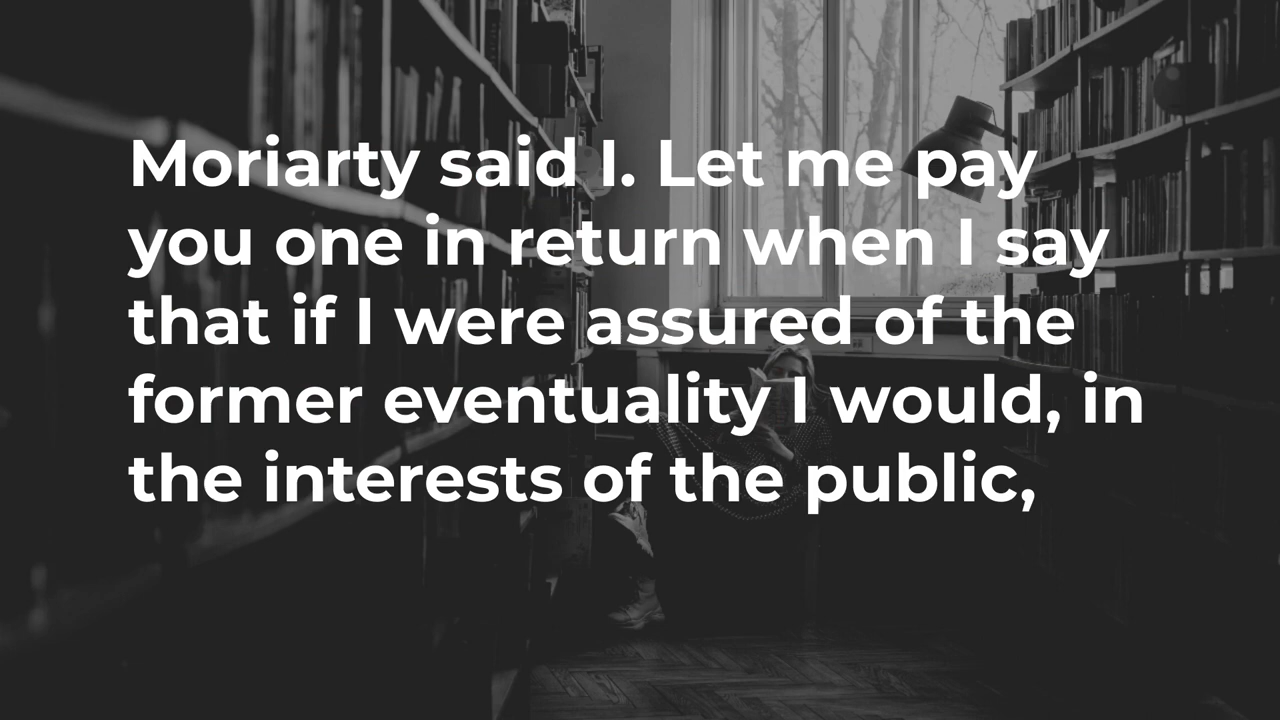 Moriarty said I. Let me pay
you one in return when I say
that if I were assured of the
former eventuality I would, in
the interests of the public,